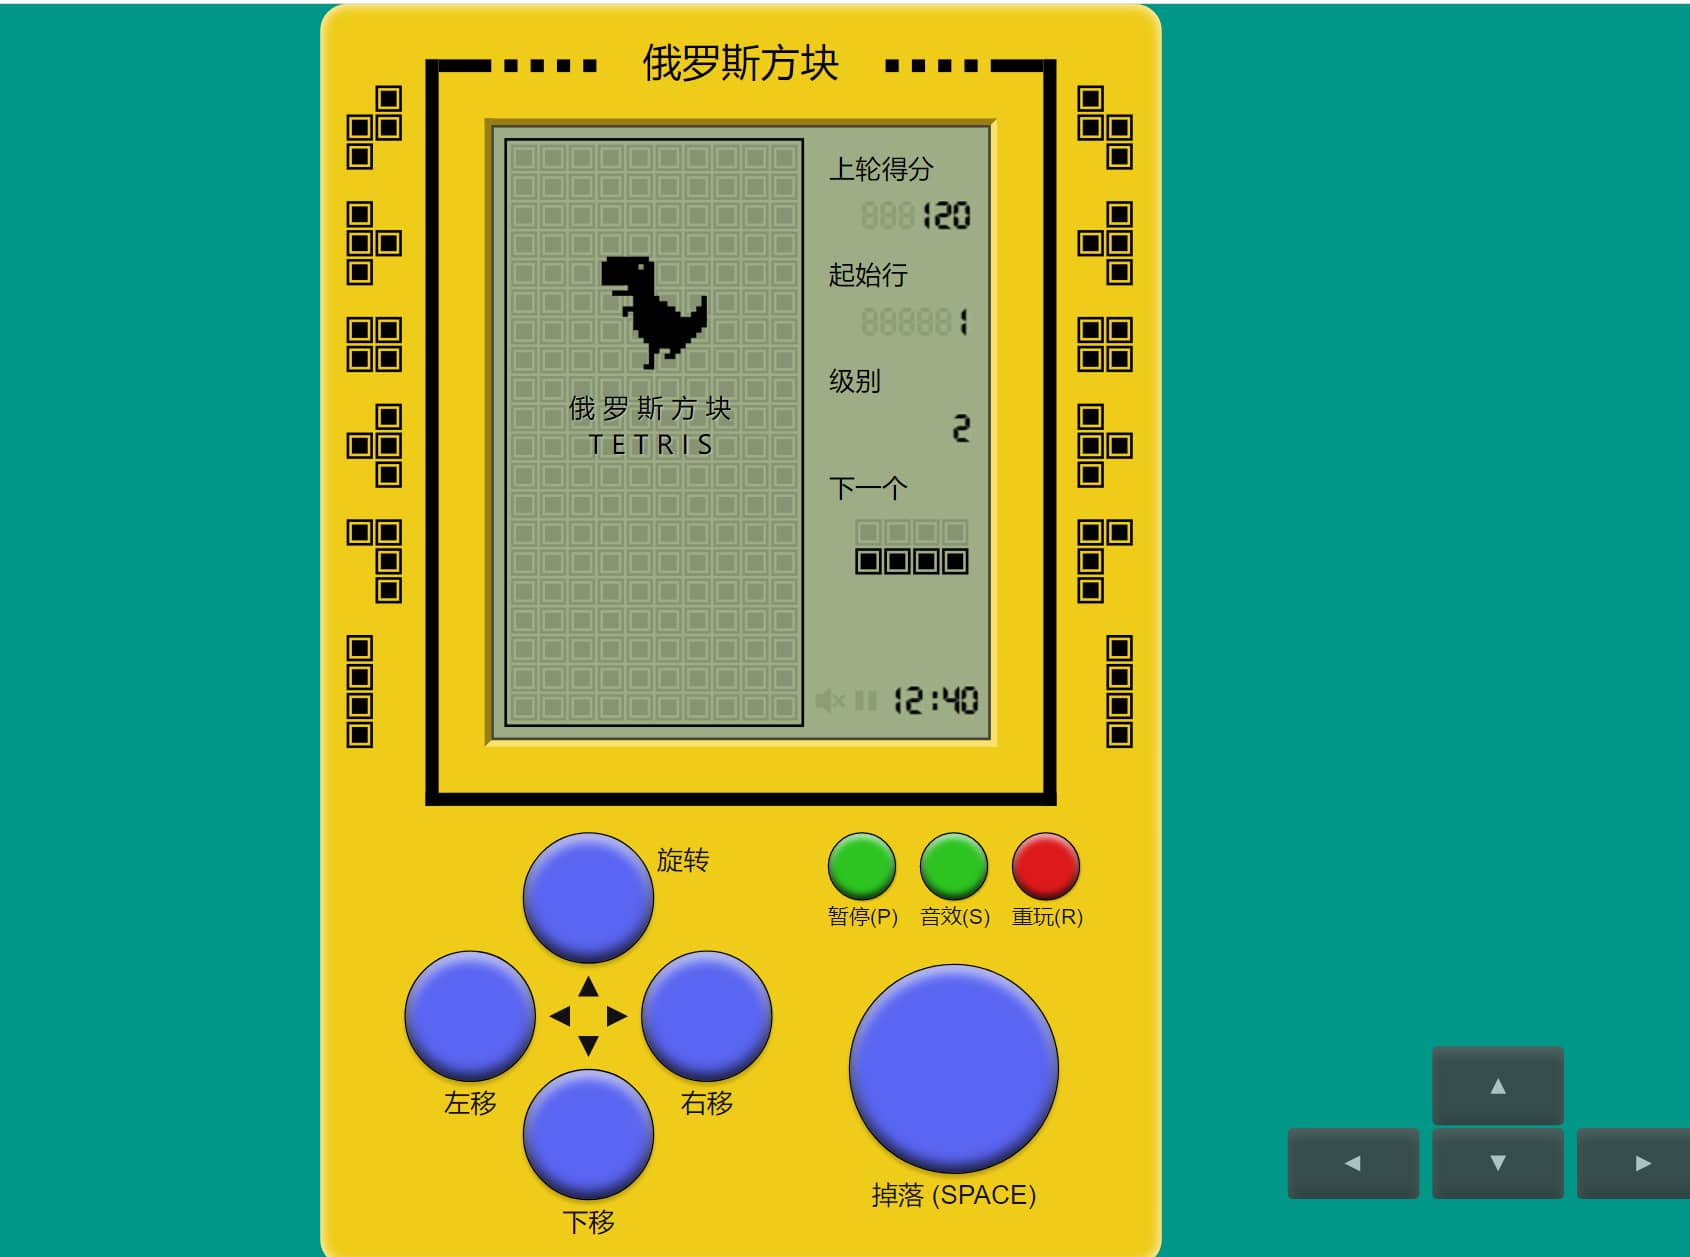 俄罗斯方块
上轮得分
120
起始行
1
级别
2
下一个
俄罗斯方块
TETRIS
12:40
旋转
暂停(P)
音效(S)
重玩(R)
左移
右移
下移
掉落 (SPACE)